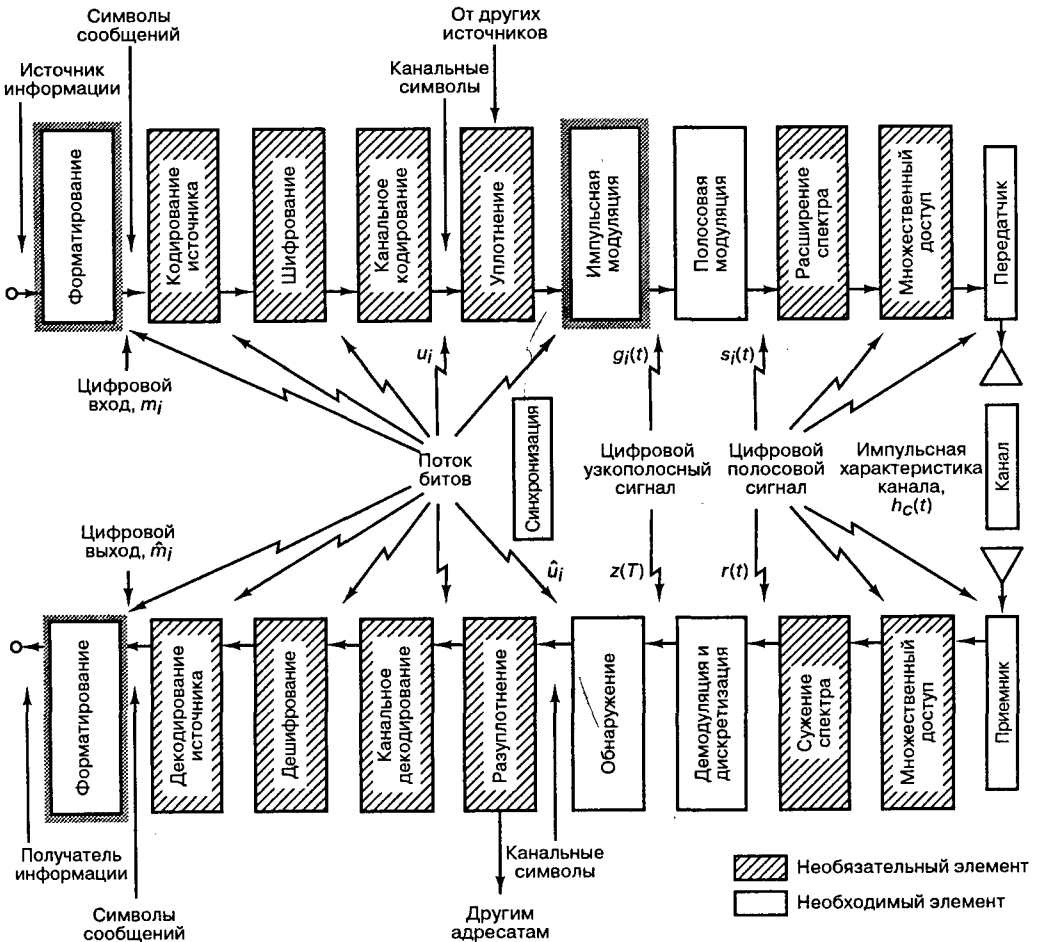 Символы
сообщений
От других
источников
Источник
информации
Канальные
символы
Форматирование
Кодирование
источника
Шифрование
Канальное
кодирование
Уплотнение
Импульсная
модуляция
Полосовая
модуляция
Расширение
спектра
Множественный
доступ
Передатчик
Цифровой
вход, mi
ui
gi(t)
si(t)
Поток
битов
Синхронизация
Цифровой
узкополосный
сигнал
Цифровой
полосовой
сигнал
Импульсная
характеристика
канала,
hc(t)
Канал
Цифровой
выход, m̂i
ûi
z(T)
r(t)
Форматирование
Декодирование
источника
Дешифрование
Канальное
декодирование
Разуплотнение
Обнаружение
Демодуляция и
дискретизация
Сужение
спектра
Множественный
доступ
Приемник
Получатель
информации
Символы
сообщений
Канальные
символы
Другим
адресатам
Необязательный элемент
Необходимый элемент